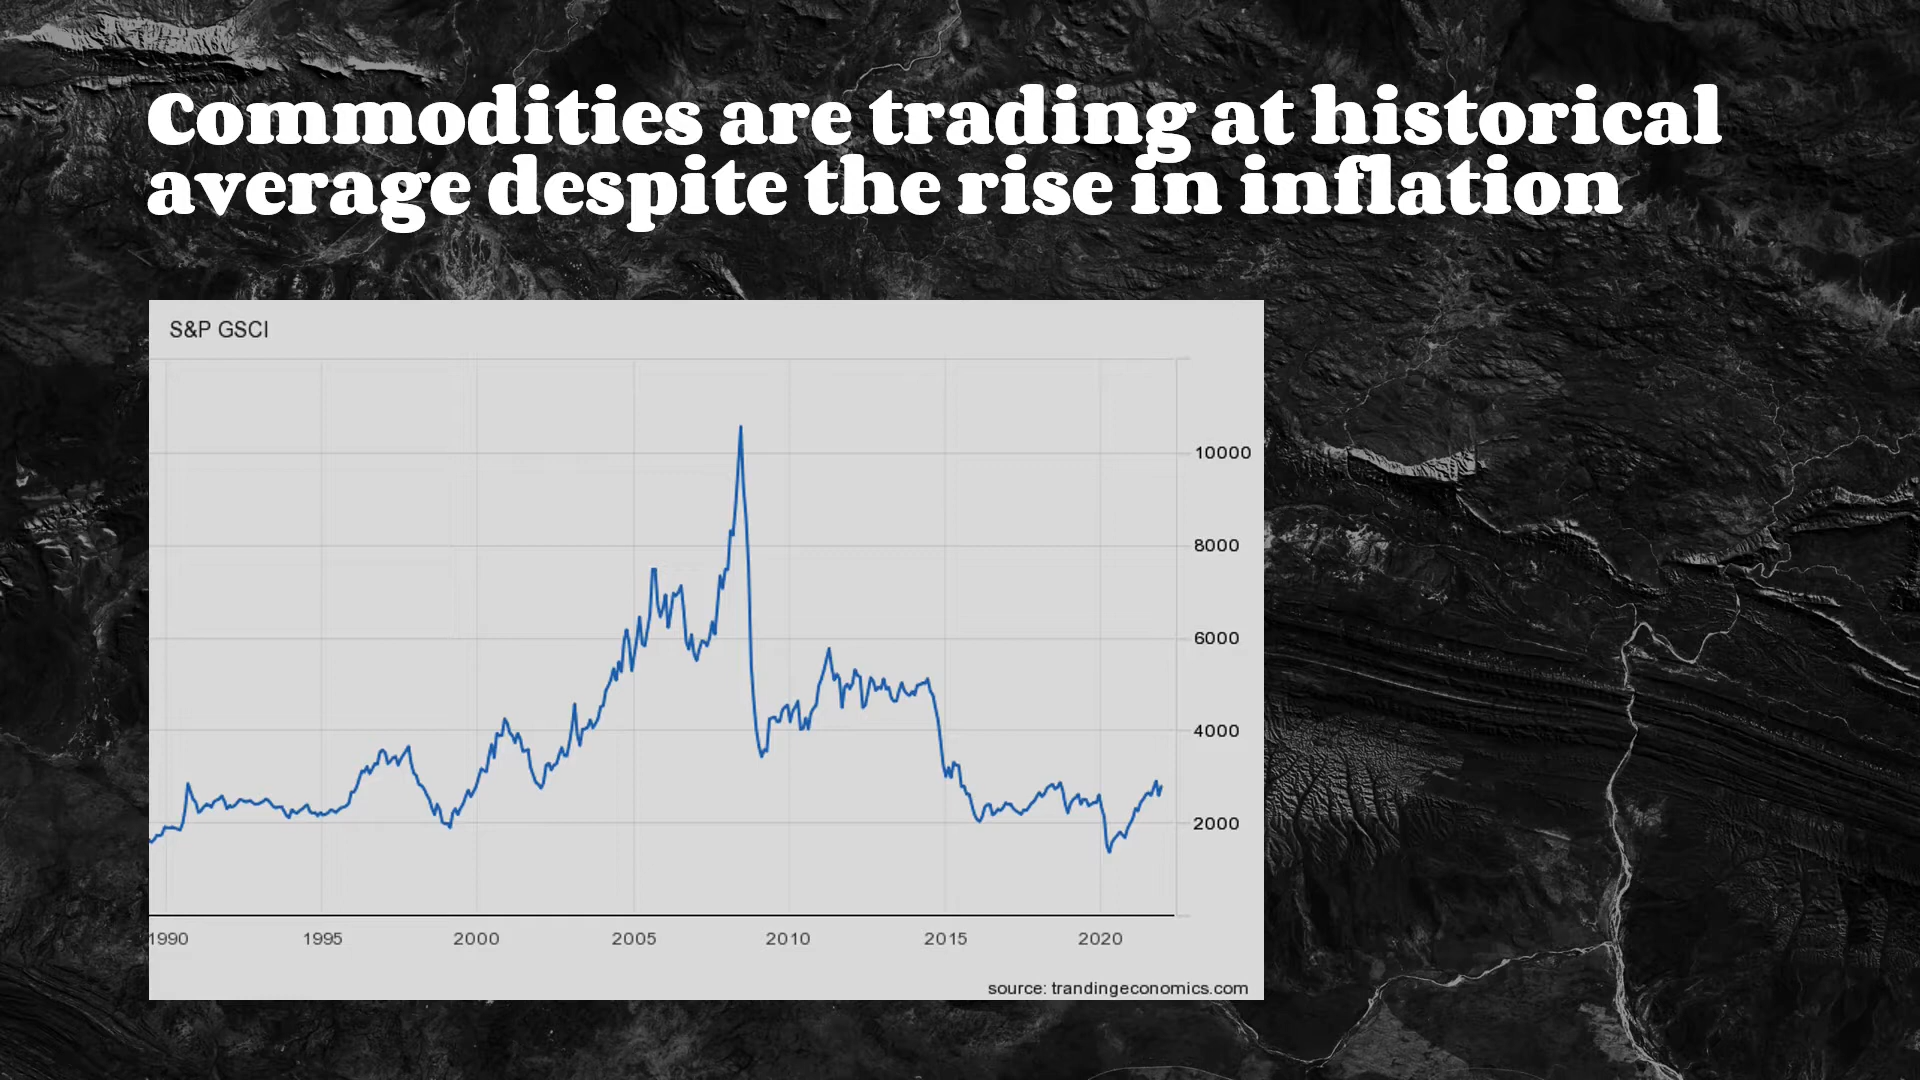 Commodities are trading at historical
average despite the rise in inflation
S&P GSCI
10000
8000
6000
4000
2000
1990 1995 2000 2005 2010 2015 2020
source: trandingeconomics.com